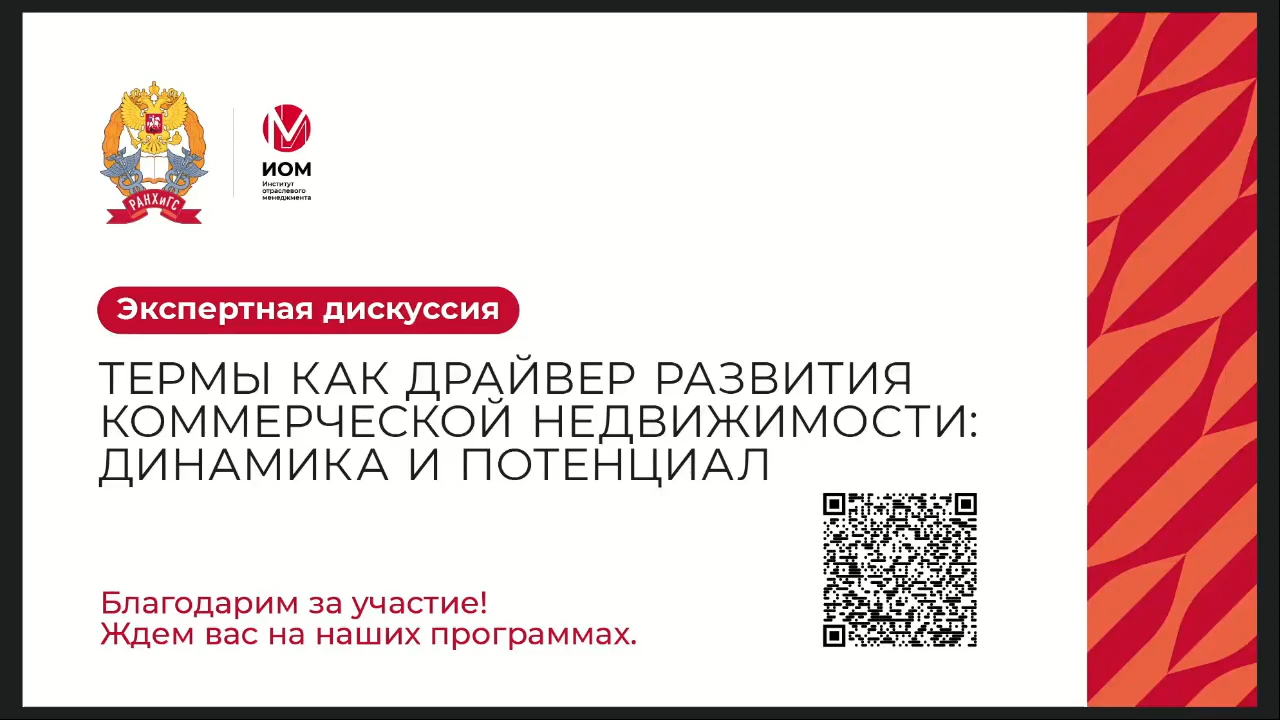 РАНХиГС
ИОМ
Институт
отраслевого
менеджмента
Экспертная дискуссия
ТЕРМЫ КАК ДРАЙВЕР РАЗВИТИЯ
КОММЕРЧЕСКОЙ НЕДВИЖИМОСТИ:
ДИНАМИКА И ПОТЕНЦИАЛ
Благодарим за участие!
Ждем вас на наших программах.